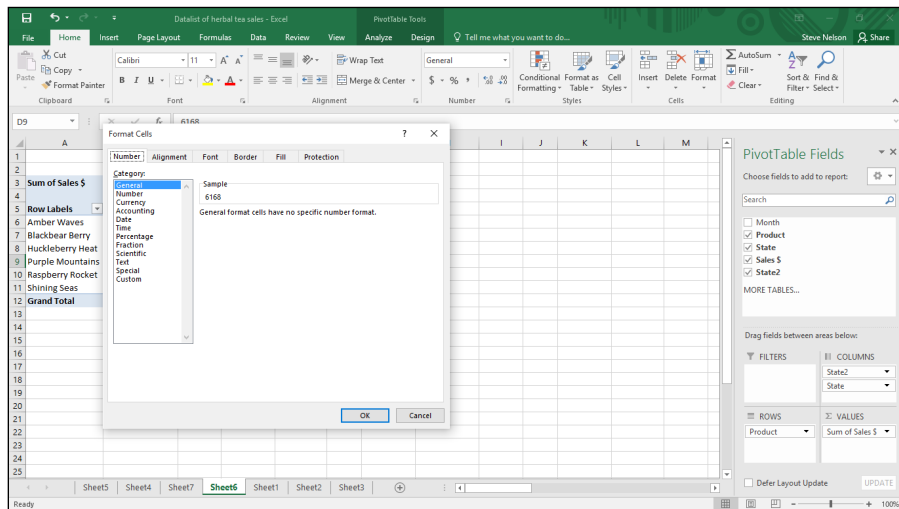 Datalist of herbal tea sales - Excel
PivotTable Tools
File Home Insert Page Layout Formulas Data Review View Analyze Design Tell me what you want to do... Steve Nelson Share
Paste
Cut
Copy
Format Painter
Clipboard
Calibri 11 A A
B I U A
Font
Wrap Text
Merge & Center
Alignment
General
$ % , .00
Number
Conditional Formatting
Format as Table
Cell Styles
Styles
Insert Delete Format
Cells
AutoSum
Fill
Clear
Sort & Filter
Find & Select
Editing
D9 fx 6168
A I J K L M
1
2
3 Sum of Sales $
4
5 Row Labels
6 Amber Waves
7 Blackbear Berry
8 Huckleberry Heat
9 Purple Mountains
10 Raspberry Rocket
11 Shining Seas
12 Grand Total
13
14
15
16
17
18
19
20
21
22
23
24
25
Format Cells ?
Number Alignment Font Border Fill Protection
Category:
General
Number
Currency
Accounting
Date
Time
Percentage
Fraction
Scientific
Text
Special
Custom
Sample
6168
General format cells have no specific number format.
OK Cancel
PivotTable Fields
Choose fields to add to report:
Search
Month
Product
State
Sales $
State2
MORE TABLES...
Drag fields between areas below:
FILTERS
COLUMNS
State2
State
ROWS
Product
Σ VALUES
Sum of Sales $
Defer Layout Update UPDATE
Sheet5 Sheet4 Sheet7 Sheet6 Sheet1 Sheet2 Sheet3
Ready 100%